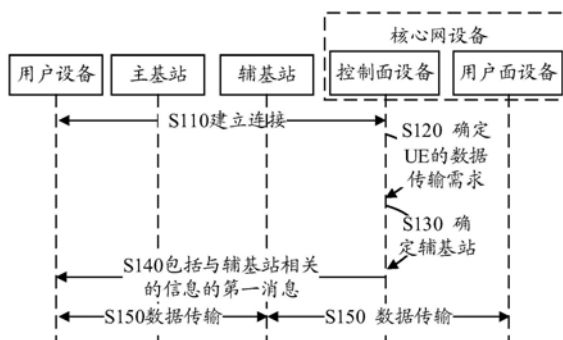 核心网设备
用户设备
主基站
辅基站
控制面设备
用户面设备
S110建立连接
S120 确定
UE的数据
传输需求
S130 确
定辅基站
S140包括与辅基站相关
的信息的第一消息
S150数据传输
S150 数据传输